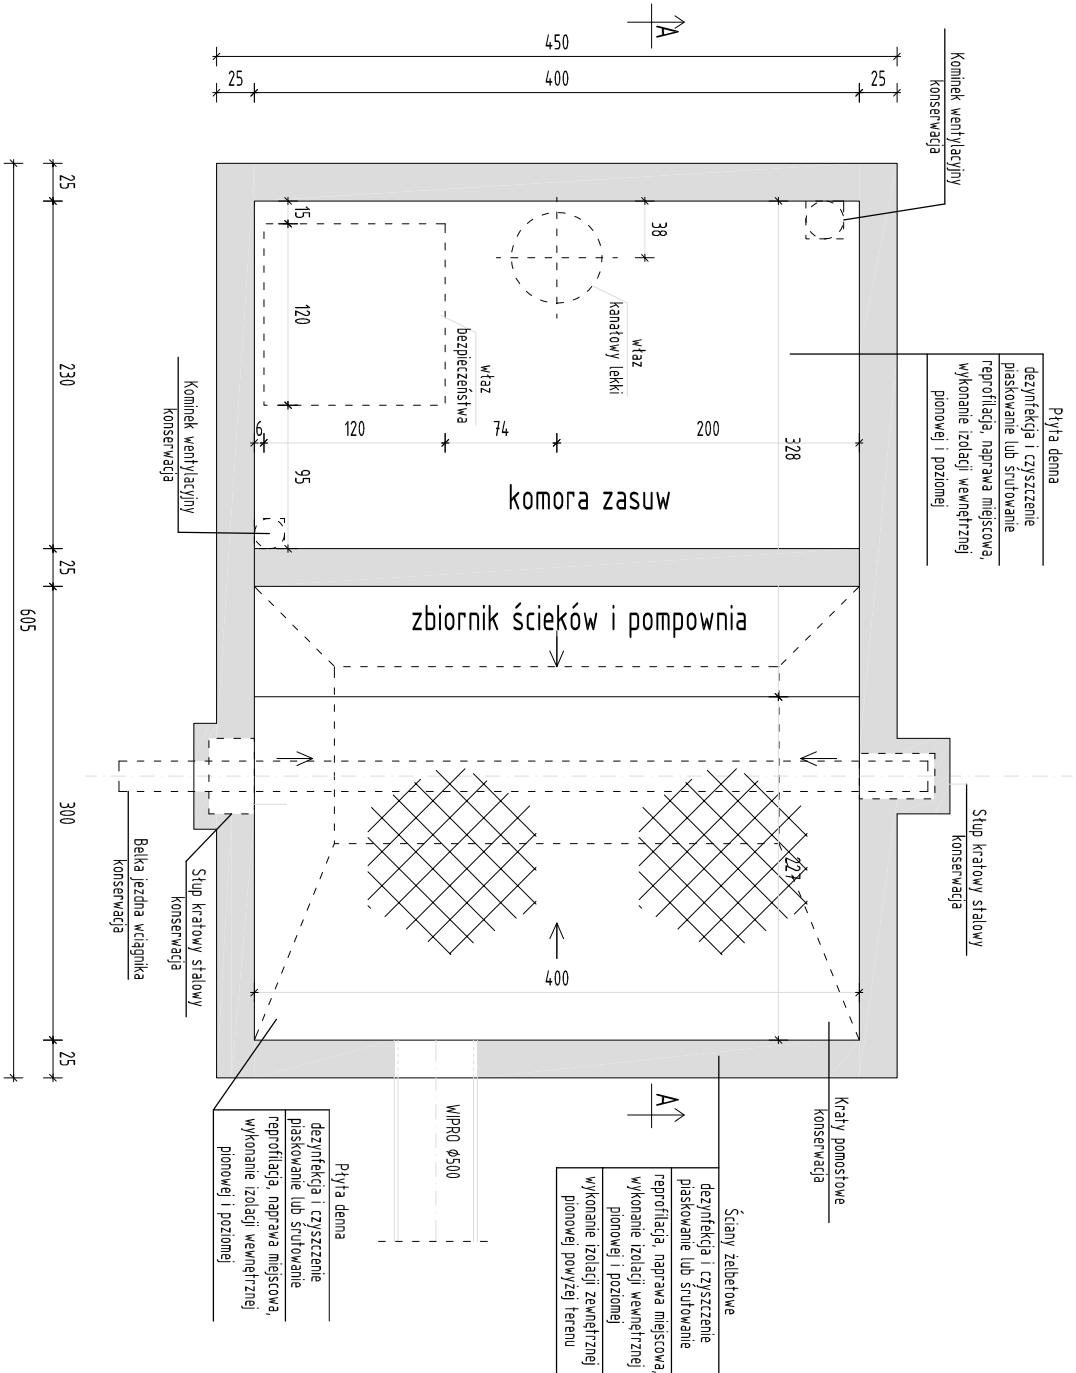 A
450
25
400
25
Kominek wentylacyjny
konserwacja
25
15
38
120
właz
kanałowy lekki
właz
bezpieczeństwa
230
6
120
74
200
328
95
Płyta denna
dezynfekcja i czyszczenie
piaskowanie lub śrutowanie
reprofilacja, naprawa miejscowa,
wykonanie izolacji wewnętrznej
pionowej i poziomej
Kominek wentylacyjny
konserwacja
komora zasuw
25
605
zbiornik ścieków i pompownia
300
227
400
Słup kratowy stalowy
konserwacja
Belka jezdna wciągnika
konserwacja
Słup kratowy stalowy
konserwacja
25
A
WIPRO ø500
Kraty pomostowe
konserwacja
Płyta denna
dezynfekcja i czyszczenie
piaskowanie lub śrutowanie
reprofilacja, naprawa miejscowa,
wykonanie izolacji wewnętrznej
pionowej i poziomej
Ściany żelbetowe
dezynfekcja i czyszczenie
piaskowanie lub śrutowanie
reprofilacja, naprawa miejscowa,
wykonanie izolacji wewnętrznej
pionowej i poziomej
wykonanie izolacji zewnętrznej
pionowej powyżej terenu